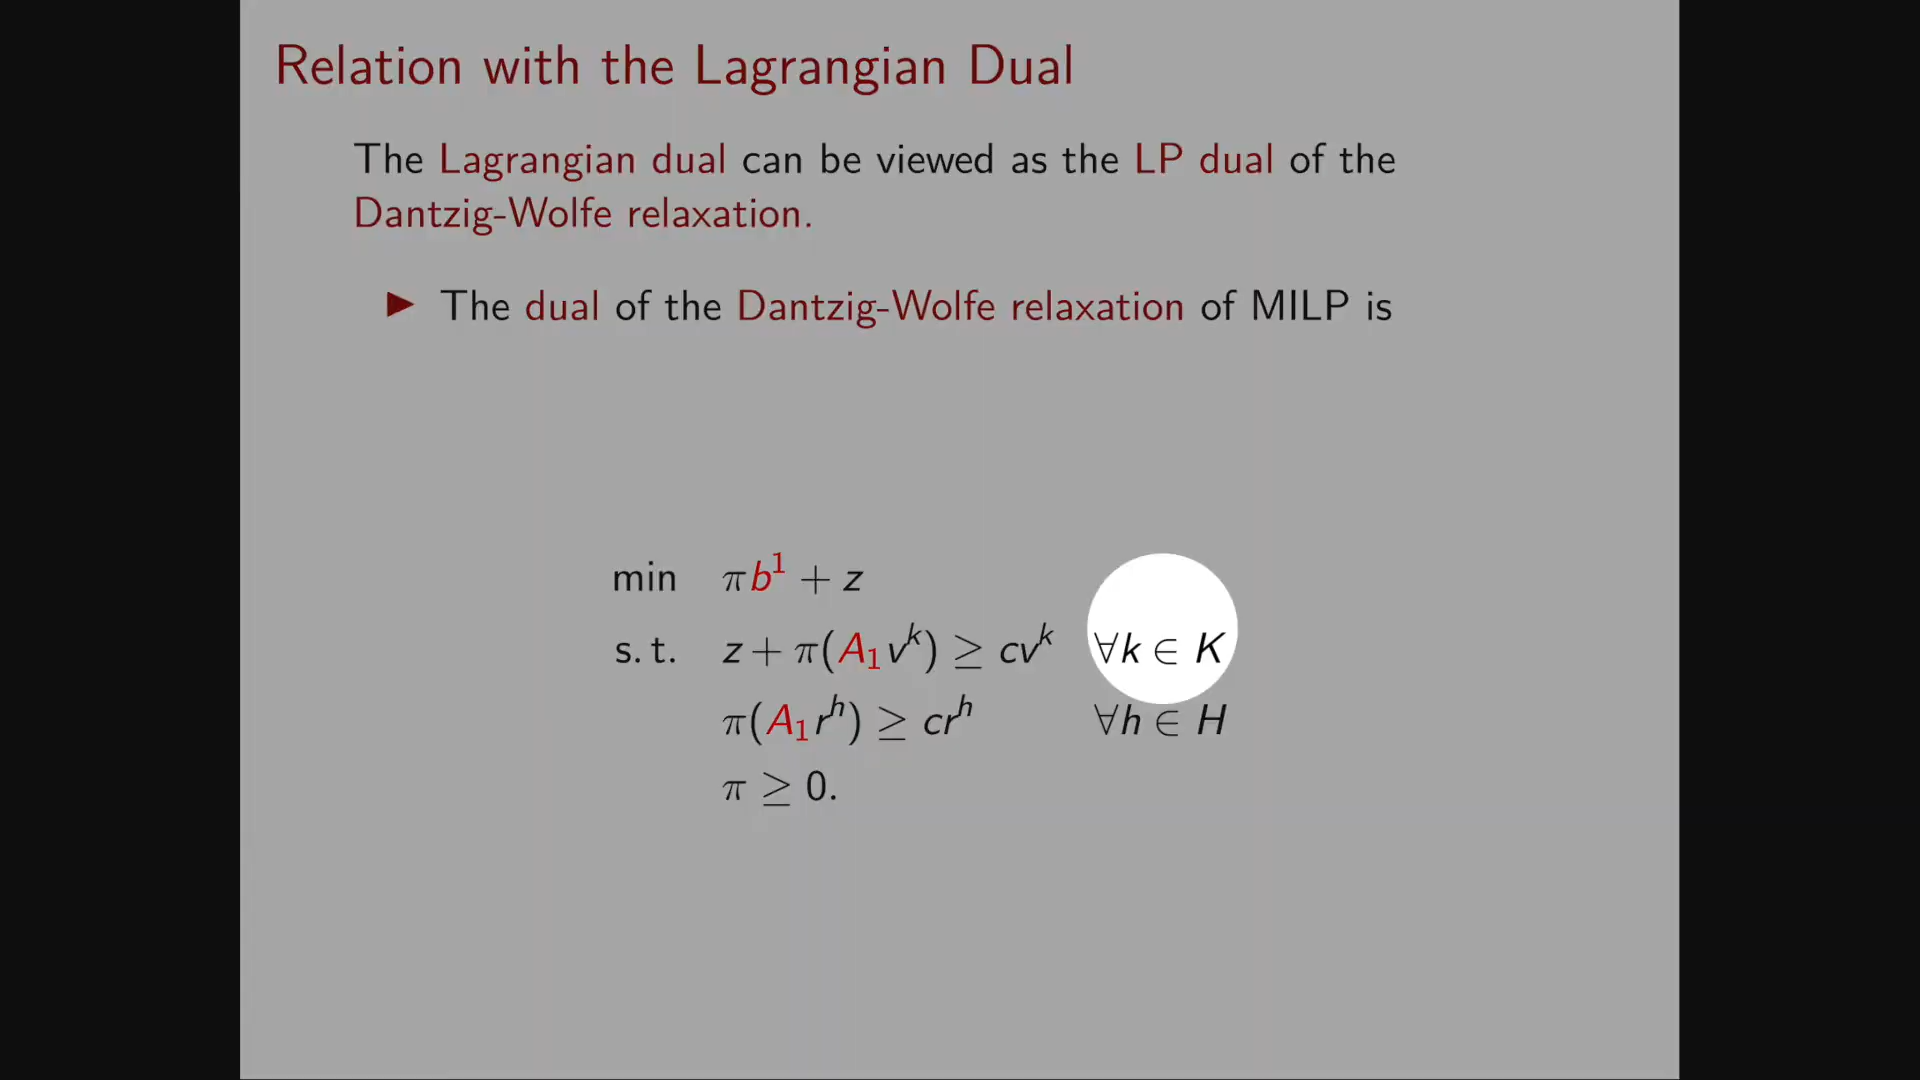 Relation with the Lagrangian Dual
The Lagrangian dual can be viewed as the LP dual of the
Dantzig-Wolfe relaxation.
▶ The dual of the Dantzig-Wolfe relaxation of MILP is
min πb¹ + z
s. t. z + π(A₁vᵏ) ≥ cvᵏ ∀k ∈ K
π(A₁rʰ) ≥ crʰ ∀h ∈ H
π ≥ 0.